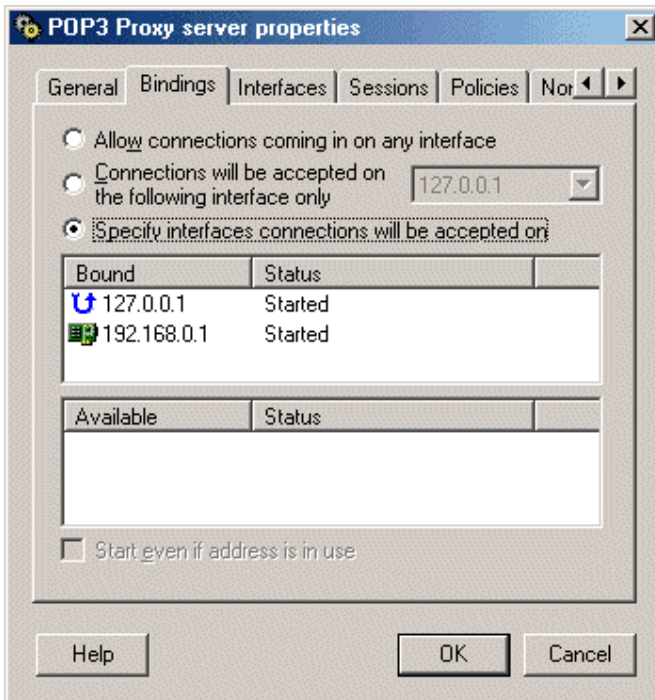 POP3 Proxy server properties
General Bindings Interfaces Sessions Policies
Allow connections coming in on any interface
Connections will be accepted on
the following interface only
127.0.0.1
Specify interfaces connections will be accepted on
Bound Status
127.0.0.1 Started
192.168.0.1 Started
Available Status
Start even if address is in use
Help OK Cancel